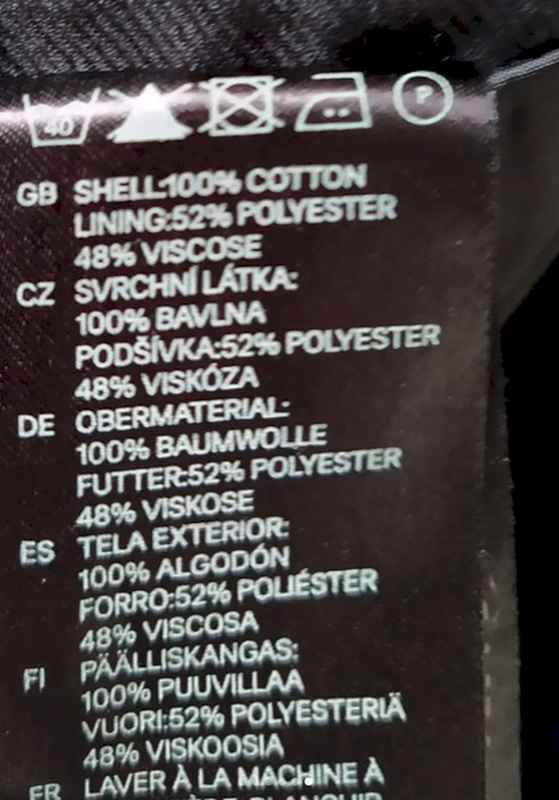 40 P
GB SHELL:100% COTTON
LINING:52% POLYESTER
48% VISCOSE
CZ SVRCHNÍ LÁTKA:
100% BAVLNA
PODŠÍVKA:52% POLYESTER
48% VISKÓZA
DE OBERMATERIAL:
100% BAUMWOLLE
FUTTER:52% POLYESTER
48% VISKOSE
ES TELA EXTERIOR:
100% ALGODÓN
FORRO:52% POLIÉSTER
48% VISCOSA
FI PÄÄLLISKANGAS:
100% PUUVILLAA
VUORI:52% POLYESTERIÄ
48% VISKOOSIA
FR LAVER À LA MACHINE À